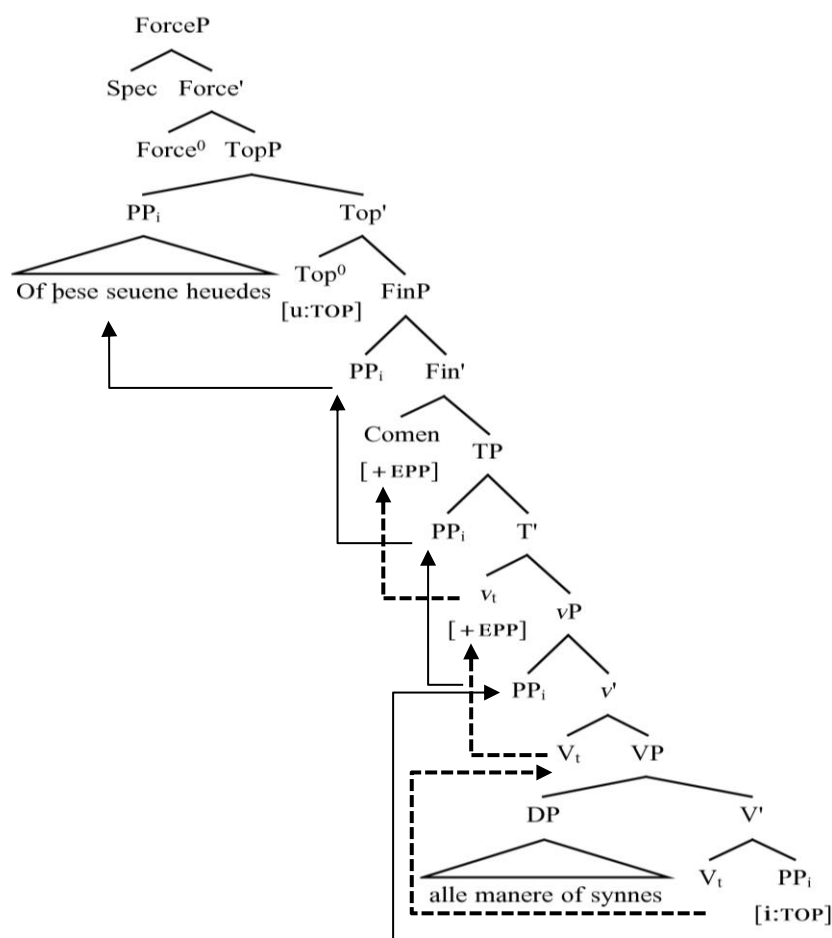 ForceP
Spec Force'
Force⁰ TopP
PPᵢ Top'
Of þese seuene heuedes Top⁰ FinP
[u:TOP]
PPᵢ Fin'
Comen TP
[+EPP]
PPᵢ T'
vₜ vP
[+EPP]
PPᵢ v'
Vₜ VP
DP V'
alle manere of synnes Vₜ PPᵢ
[i:TOP]